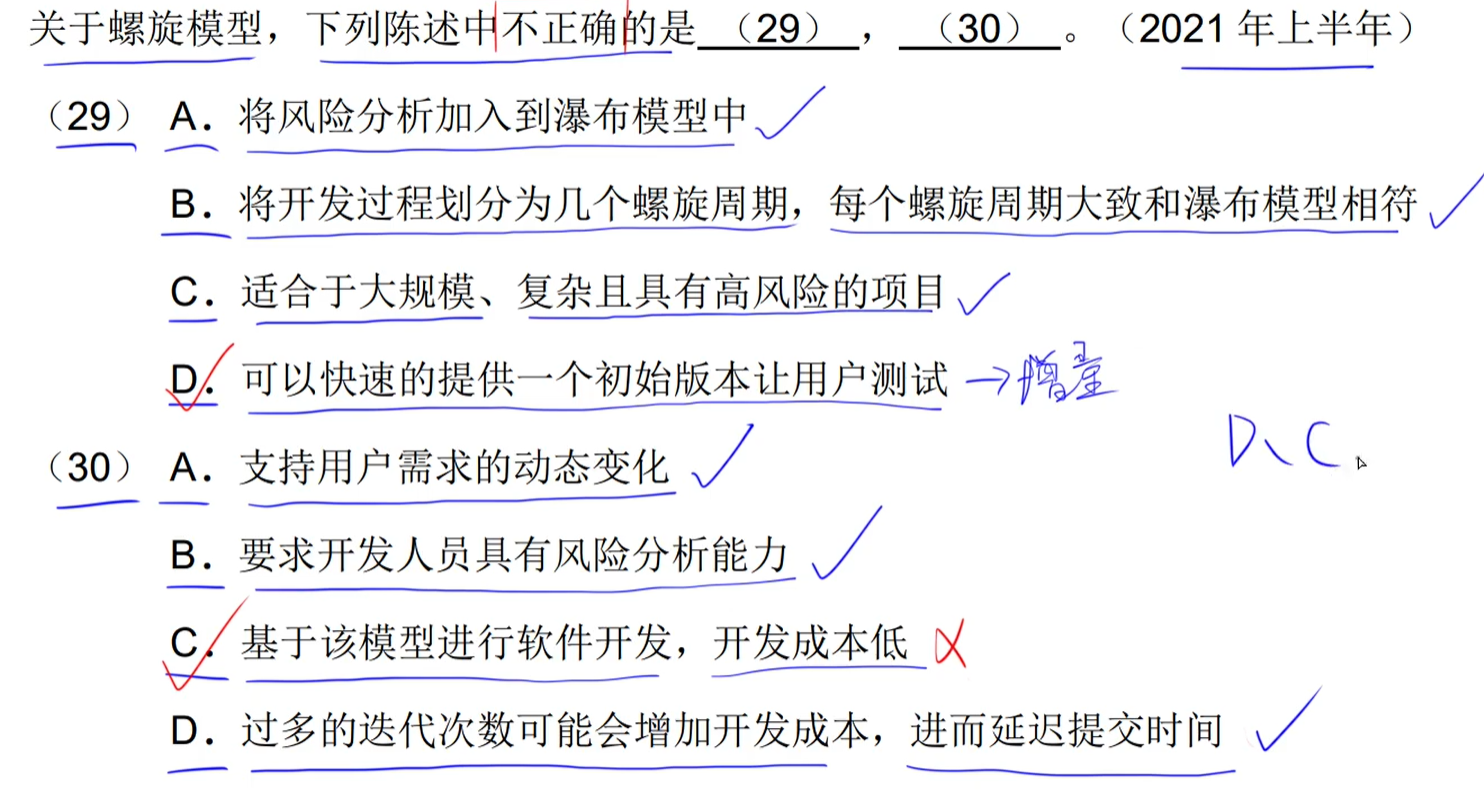 关于螺旋模型，下列陈述中不正确的是（29），（30）。（2021 年上半年）
（29） A． 将风险分析加入到瀑布模型中
B． 将开发过程划分为几个螺旋周期，每个螺旋周期大致和瀑布模型相符
C． 适合于大规模、复杂且具有高风险的项目
D． 可以快速的提供一个初始版本让用户测试 →增量
D、C
（30） A． 支持用户需求的动态变化
B． 要求开发人员具有风险分析能力
C． 基于该模型进行软件开发，开发成本低
D． 过多的迭代次数可能会增加开发成本，进而延迟提交时间